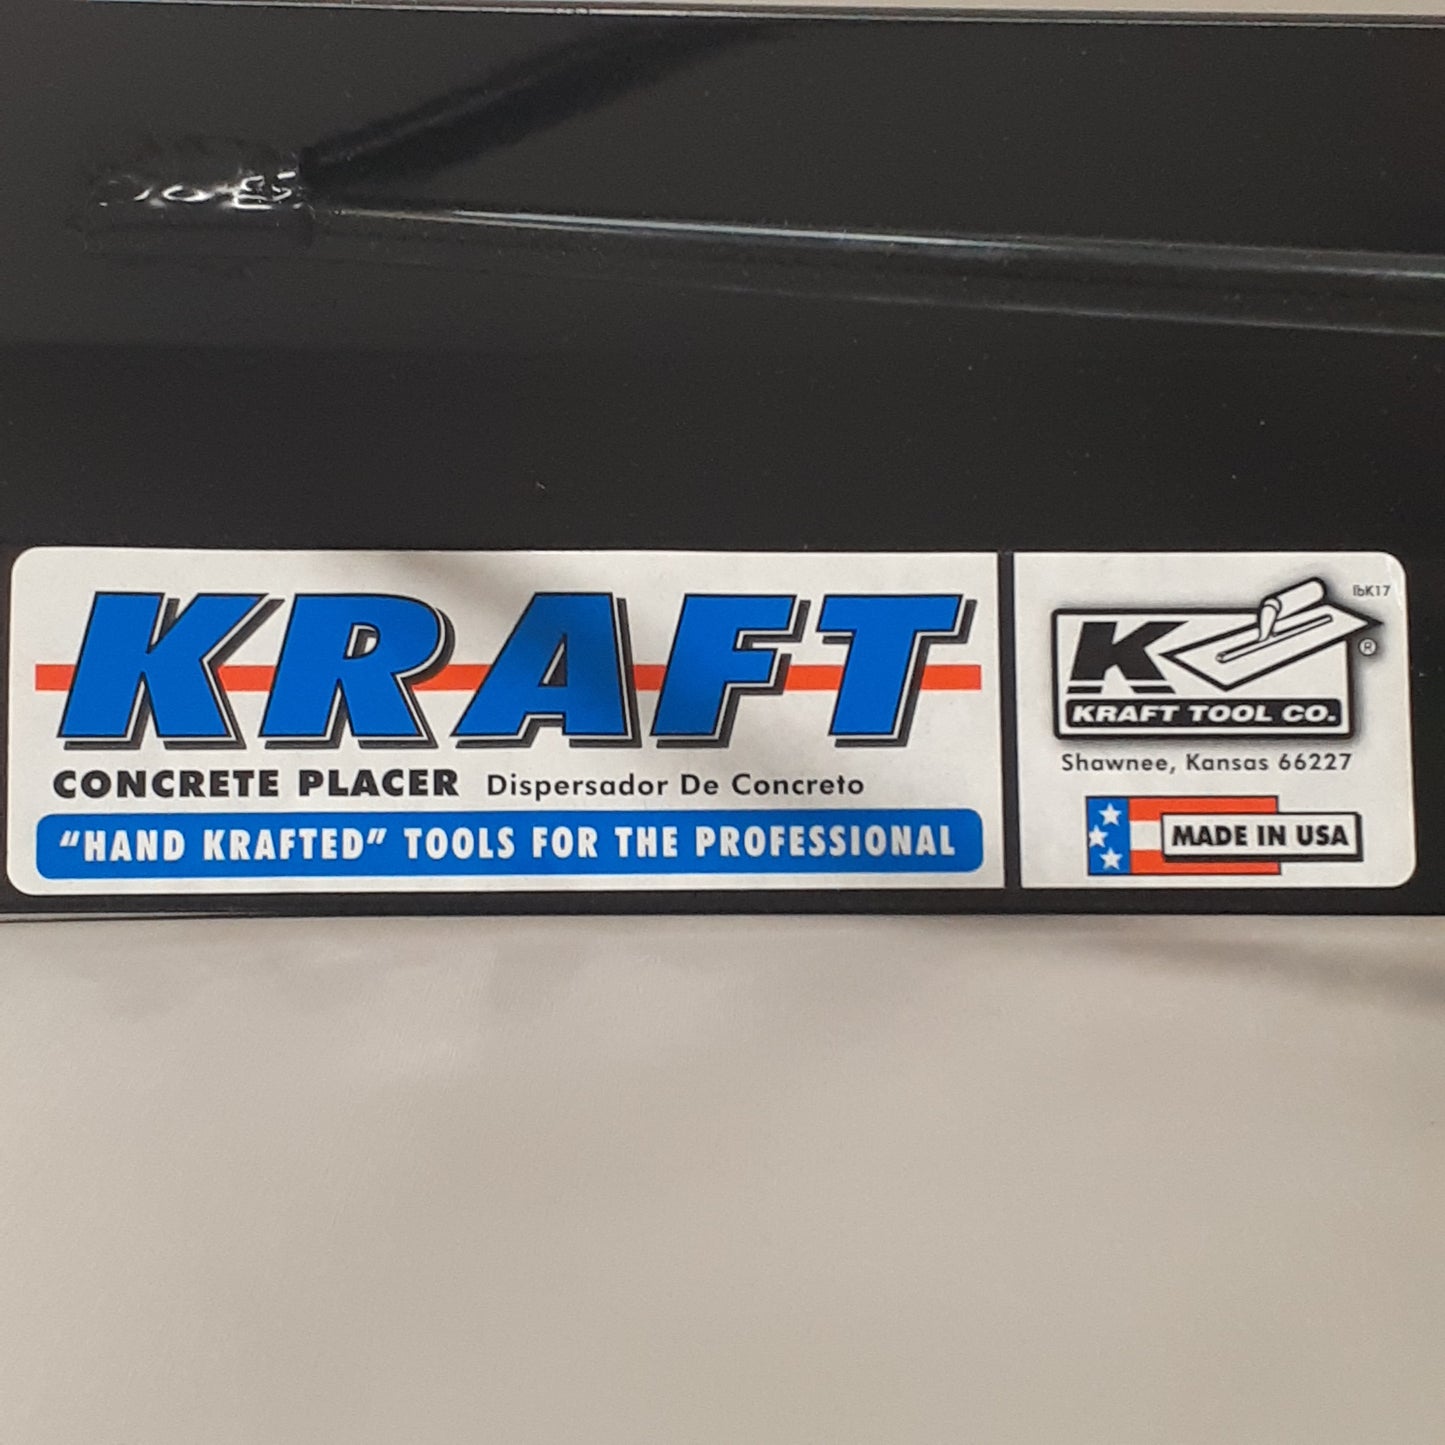 KRAFT
CONCRETE PLACER Dispersador De Concreto
“HAND KRAFTED” TOOLS FOR THE PROFESSIONAL
lbK17
K
®
KRAFT TOOL CO.
Shawnee, Kansas 66227
MADE IN USA